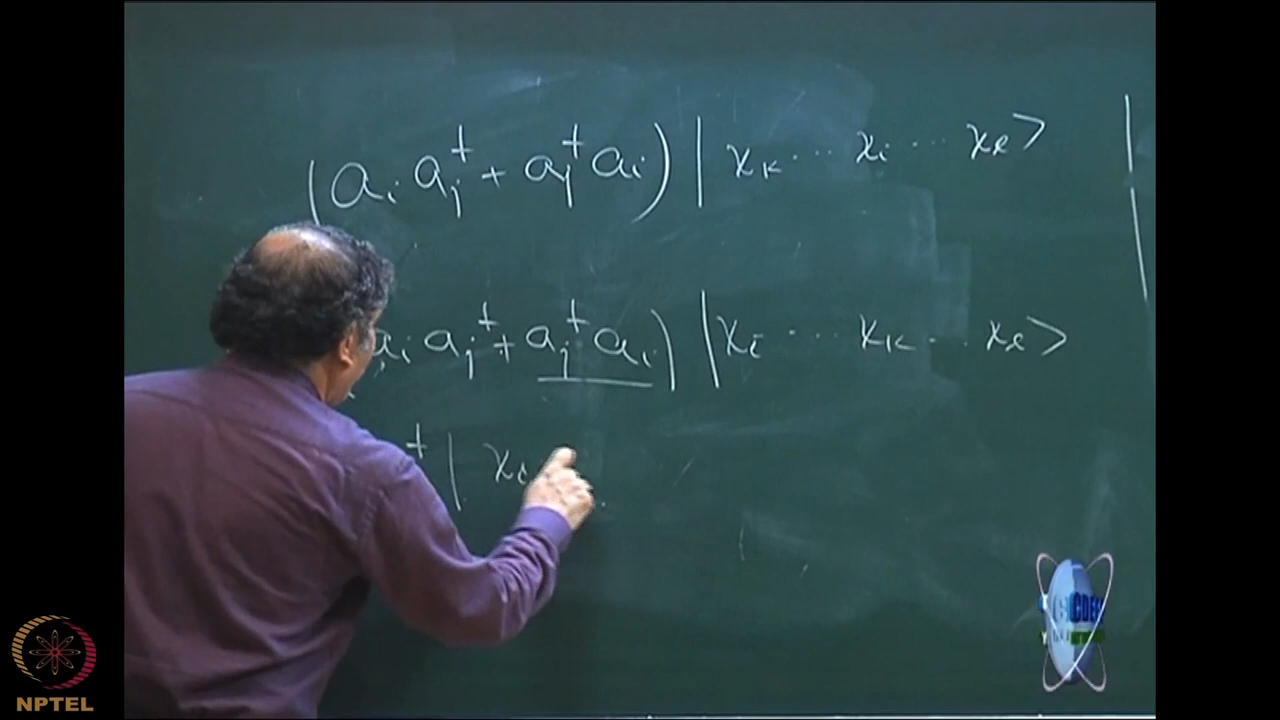 (aᵢ aⱼ† + aⱼ† aᵢ) | χₖ ... χᵢ ... χₗ >
aᵢ aⱼ† + aⱼ† aᵢ) | χᵢ ... χₖ ... χₗ >
† | χᵢ
NPTEL